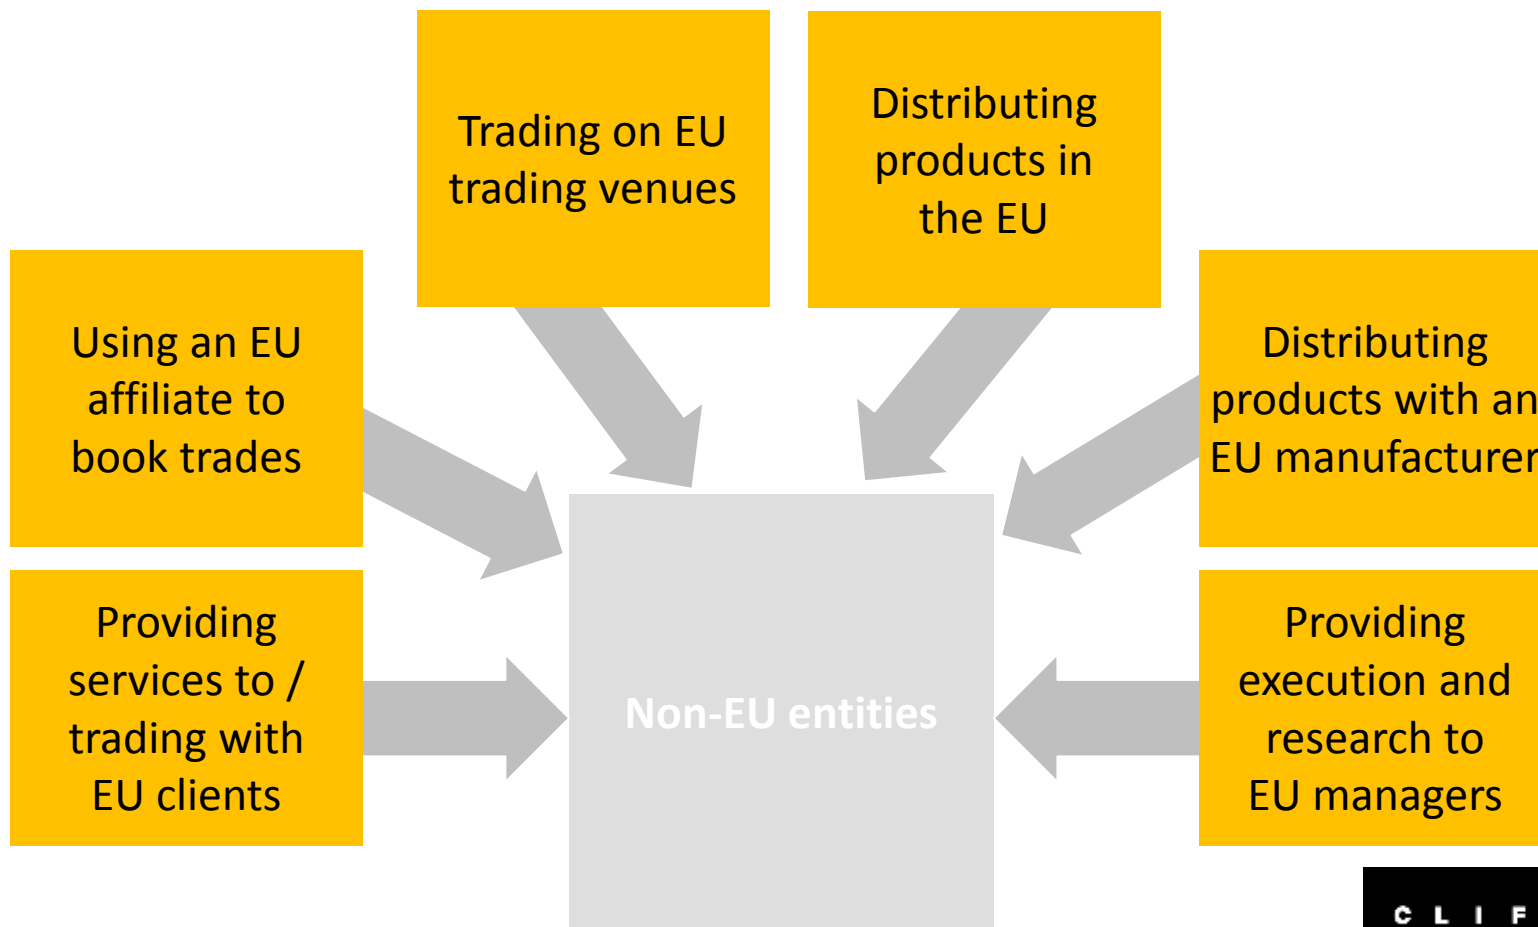 Trading on EU
trading venues
Distributing
products in
the EU
Using an EU
affiliate to
book trades
Distributing
products with an
EU manufacturer
Providing
services to /
trading with
EU clients
Non-EU entities
Providing
execution and
research to
EU managers
C L I F